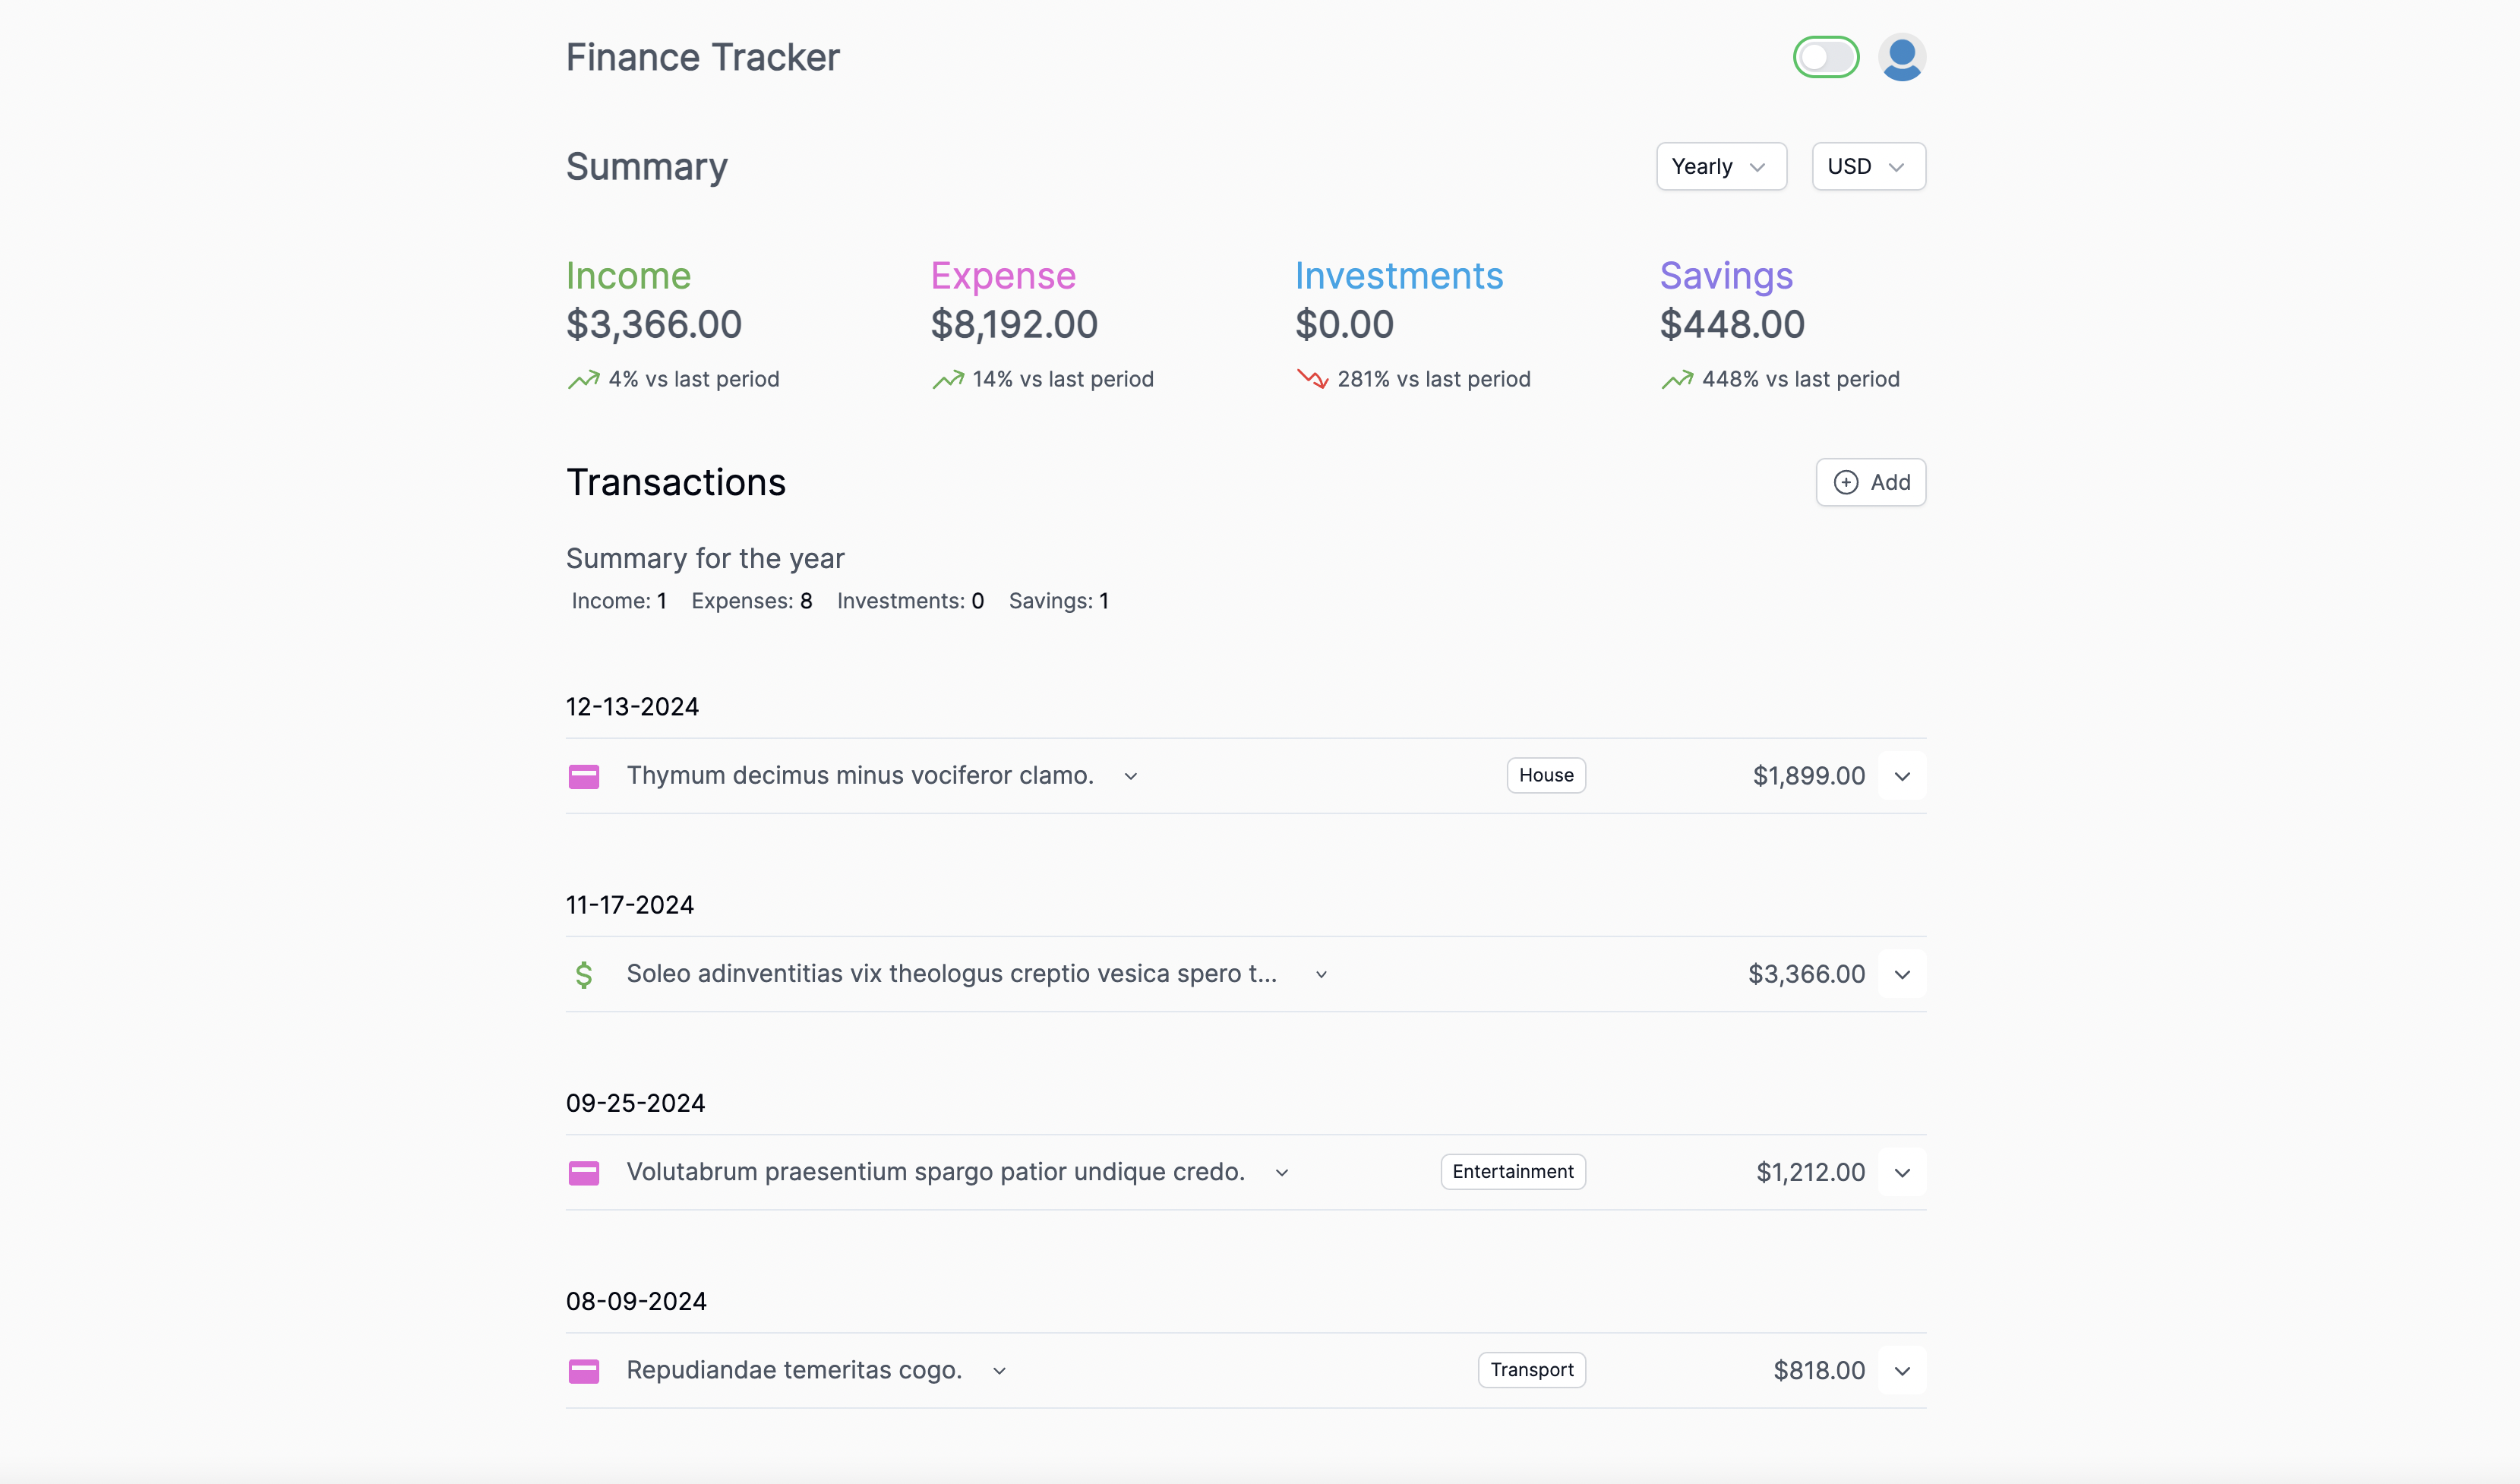 Finance Tracker
Summary
Yearly
USD
Income
Expense
Investments
Savings
$3,366.00
$8,192.00
$0.00
$448.00
4% vs last period
14% vs last period
281% vs last period
448% vs last period
Transactions
Add
Summary for the year
Income: 1 Expenses: 8 Investments: 0 Savings: 1
12-13-2024
Thymum decimus minus vociferor clamo. House $1,899.00
11-17-2024
Soleo adinventitias vix theologus creptio vesica spero t... $3,366.00
09-25-2024
Volutabrum praesentium spargo patior undique credo. Entertainment $1,212.00
08-09-2024
Repudiandae temeritas cogo. Transport $818.00